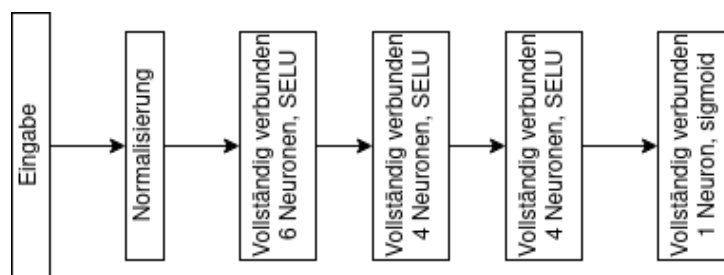 Eingabe
Normalisierung
Vollständig verbunden
6 Neuronen, SELU
Vollständig verbunden
4 Neuronen, SELU
Vollständig verbunden
4 Neuronen, SELU
Vollständig verbunden
1 Neuron, sigmoid